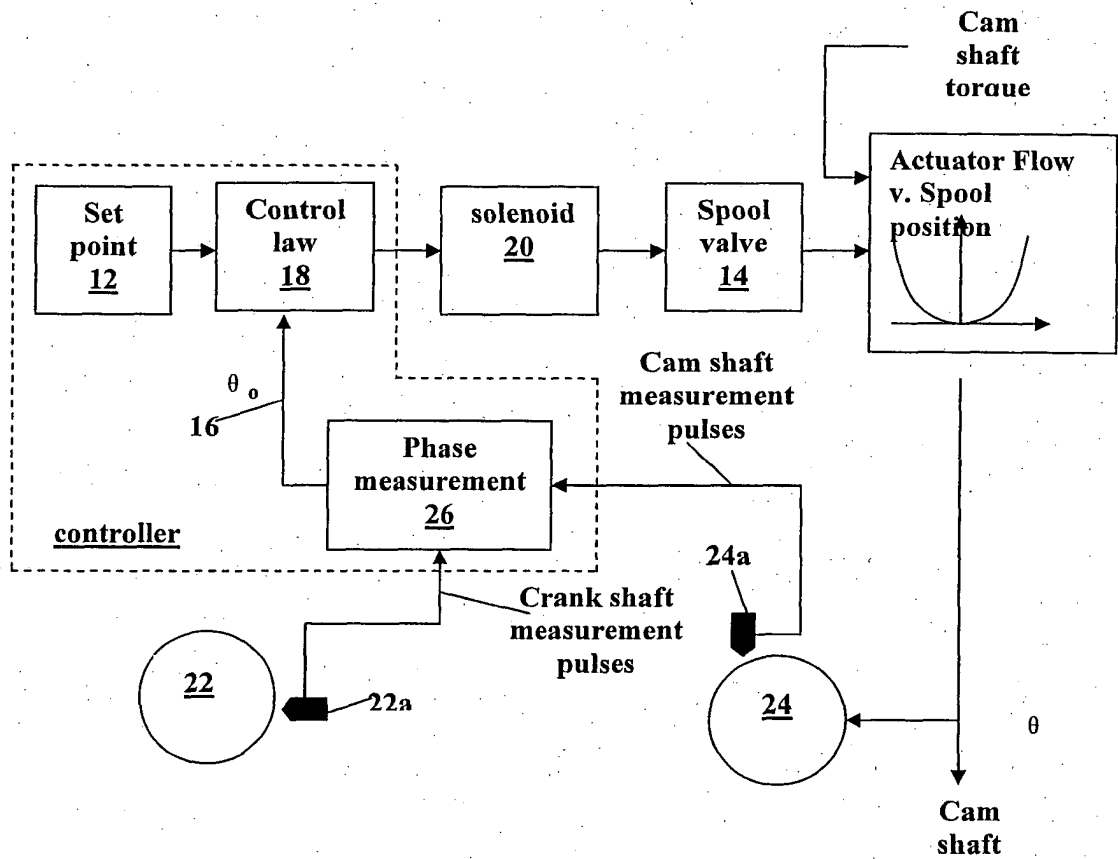 Cam
shaft
torque
Actuator Flow
v. Spool
position
Set
point
12
Control
law
18
solenoid
20
Spool
valve
14
θ o
16
Cam shaft
measurement
pulses
Phase
measurement
26
controller
24a
Crank shaft
measurement
pulses
22
22a
24
θ
Cam
shaft